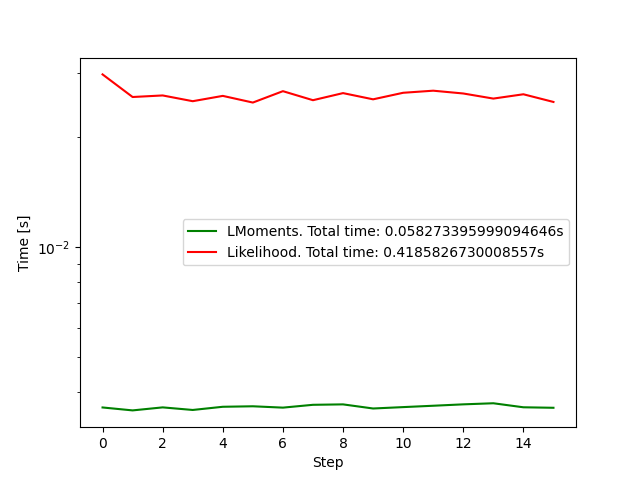 Time [s]
10⁻²
LMoments. Total time: 0.058273395999094646s
Likelihood. Total time: 0.4185826730008557s
0 2 4 6 8 10 12 14
Step